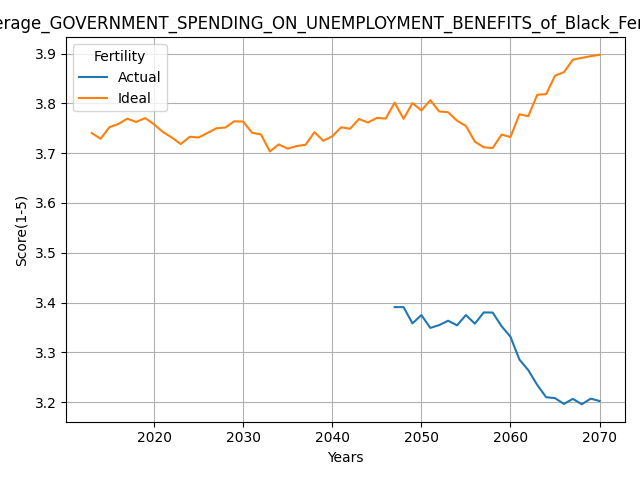 erage_GOVERNMENT_SPENDING_ON_UNEMPLOYMENT_BENEFITS_of_Black_Fe
Fertility
Actual
Ideal
3.9
3.8
3.7
3.6
3.5
3.4
3.3
3.2
Score(1-5)
2020 2030 2040 2050 2060 2070
Years